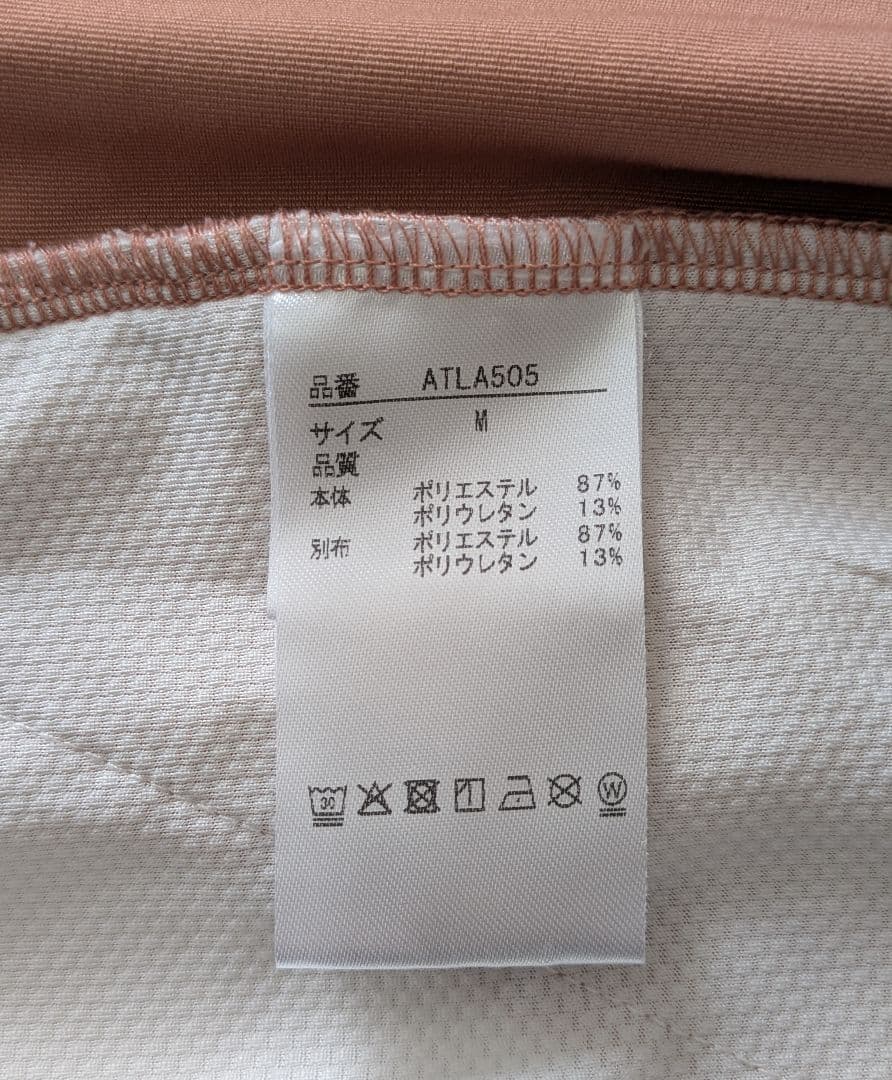 品番 ATLA505
サイズ M
品質
本体 ポリエステル 87%
ポリウレタン 13%
別布 ポリエステル 87%
ポリウレタン 13%
30 W